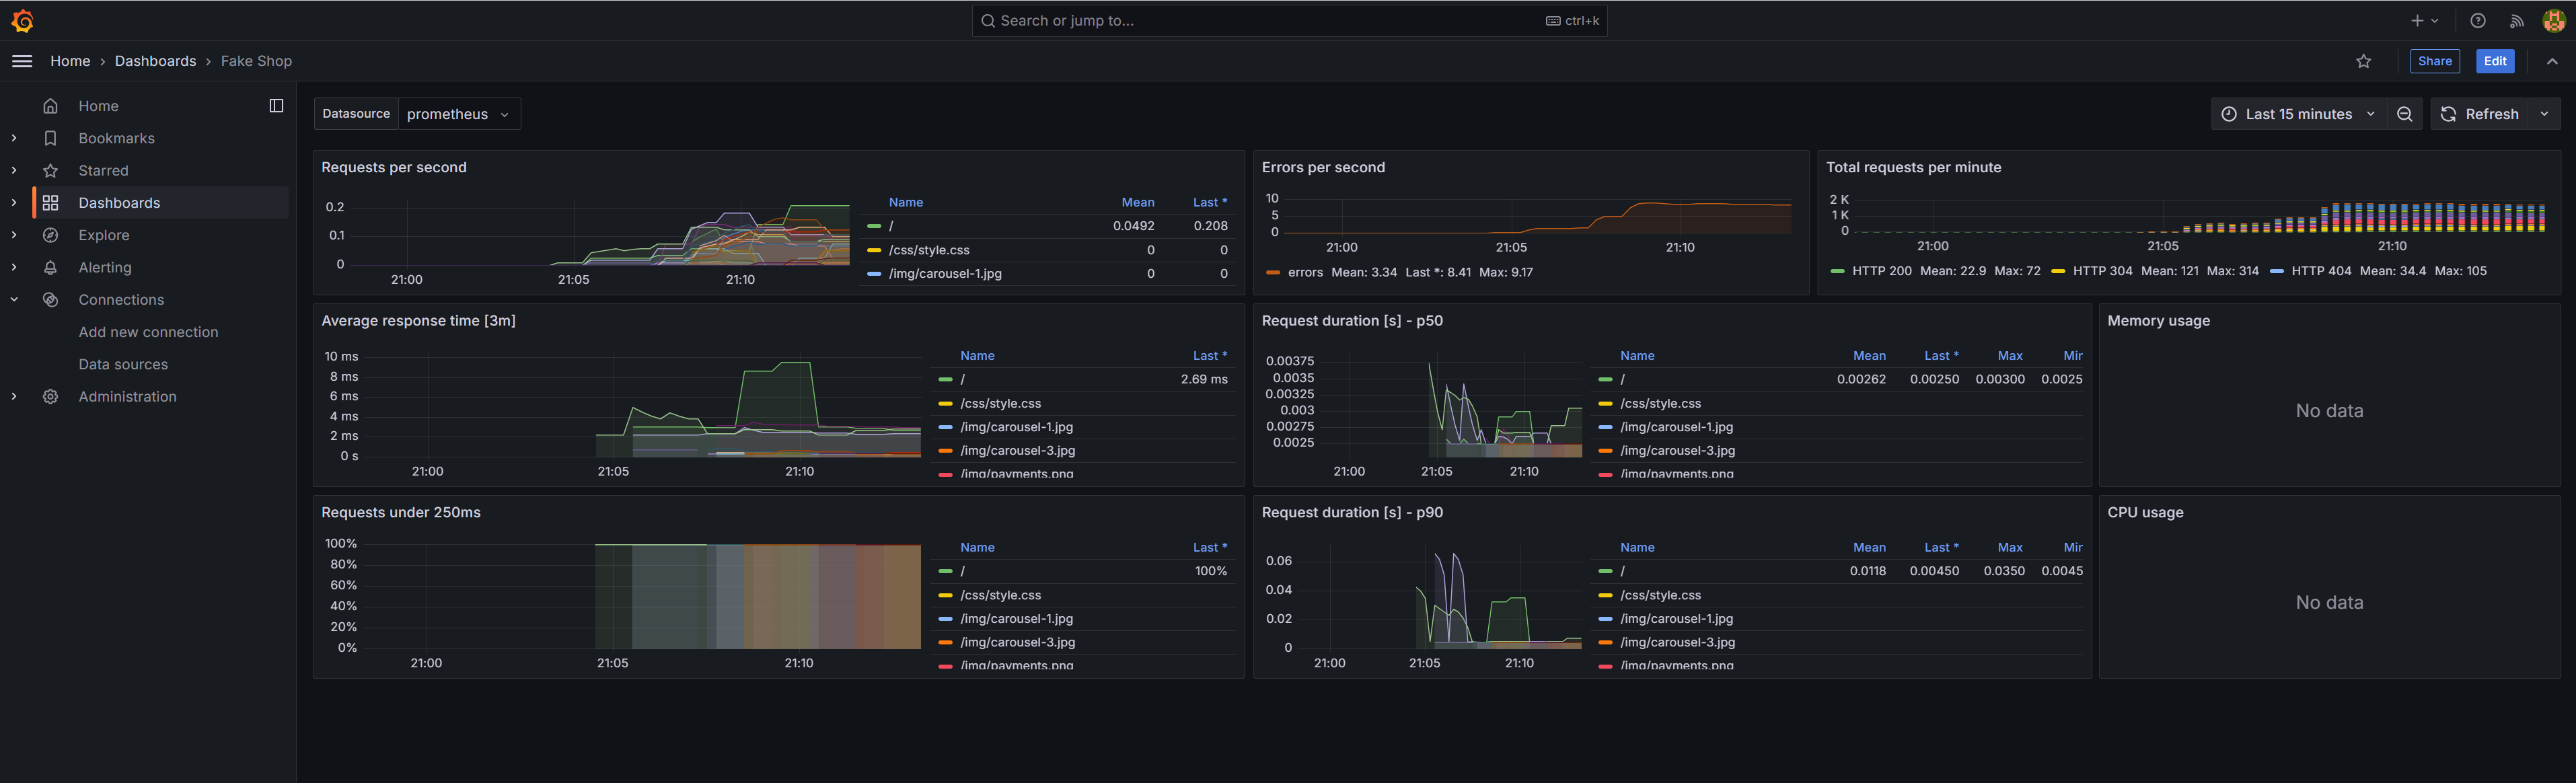 Search or jump to... ctrl+k
Home › Dashboards › Fake Shop
Share Edit
Home
Bookmarks
Starred
Dashboards
Explore
Alerting
Connections
Add new connection
Data sources
Administration
Datasource prometheus
Last 15 minutes Refresh
Requests per second
0.2
0.1
0
21:00 21:05 21:10
Name Mean Last *
/ 0.0492 0.208
/css/style.css 0 0
/img/carousel-1.jpg 0 0
Errors per second
10
5
0
21:00 21:05 21:10
errors Mean: 3.34 Last *: 8.41 Max: 9.17
Total requests per minute
2 K
1 K
0
21:00 21:05 21:10
HTTP 200 Mean: 22.9 Max: 72 HTTP 304 Mean: 121 Max: 314 HTTP 404 Mean: 34.4 Max: 105
Average response time [3m]
10 ms
8 ms
6 ms
4 ms
2 ms
0 s
21:00 21:05 21:10
Name Last *
/ 2.69 ms
/css/style.css
/img/carousel-1.jpg
/img/carousel-3.jpg
/img/payments.png
Request duration [s] - p50
0.00375
0.0035
0.00325
0.003
0.00275
0.0025
21:00 21:05 21:10
Name Mean Last * Max Mir
/ 0.00262 0.00250 0.00300 0.0025
/css/style.css
/img/carousel-1.jpg
/img/carousel-3.jpg
/img/payments.png
Memory usage
No data
Requests under 250ms
100%
80%
60%
40%
20%
0%
21:00 21:05 21:10
Name Last *
/ 100%
/css/style.css
/img/carousel-1.jpg
/img/carousel-3.jpg
/img/payments.png
Request duration [s] - p90
0.06
0.04
0.02
0
21:00 21:05 21:10
Name Mean Last * Max Mir
/ 0.0118 0.00450 0.0350 0.0045
/css/style.css
/img/carousel-1.jpg
/img/carousel-3.jpg
/img/payments.png
CPU usage
No data